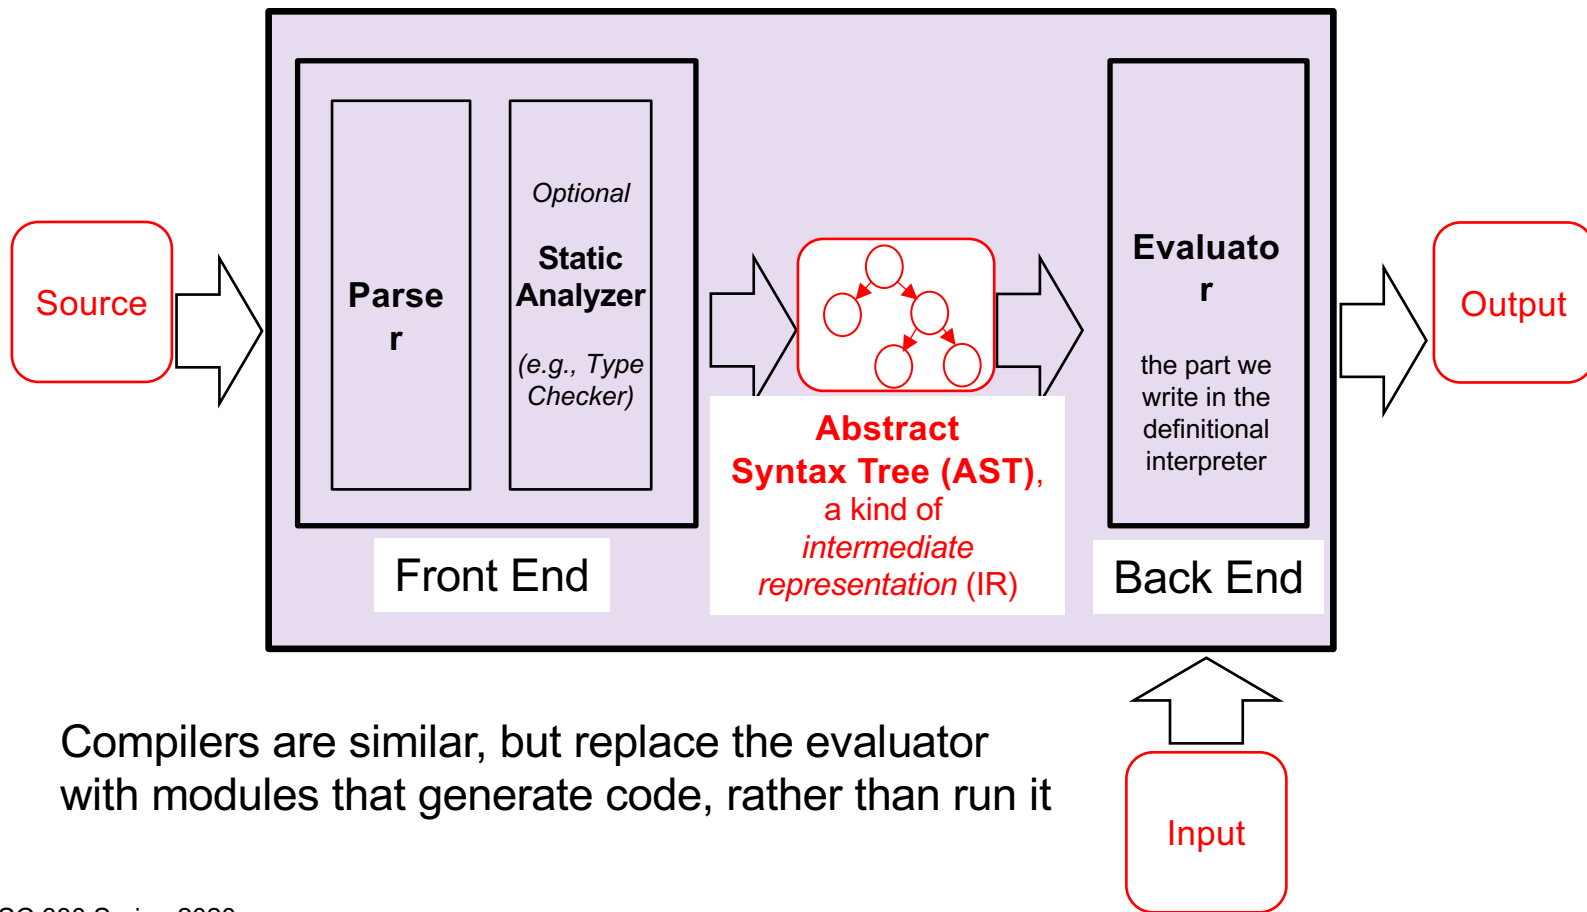 Source
Parse
r
Optional
Static
Analyzer
(e.g., Type
Checker)
Front End
Abstract
Syntax Tree (AST),
a kind of
intermediate
representation (IR)
Evaluato
r
the part we
write in the
definitional
interpreter
Back End
Output
Input
Compilers are similar, but replace the evaluator
with modules that generate code, rather than run it